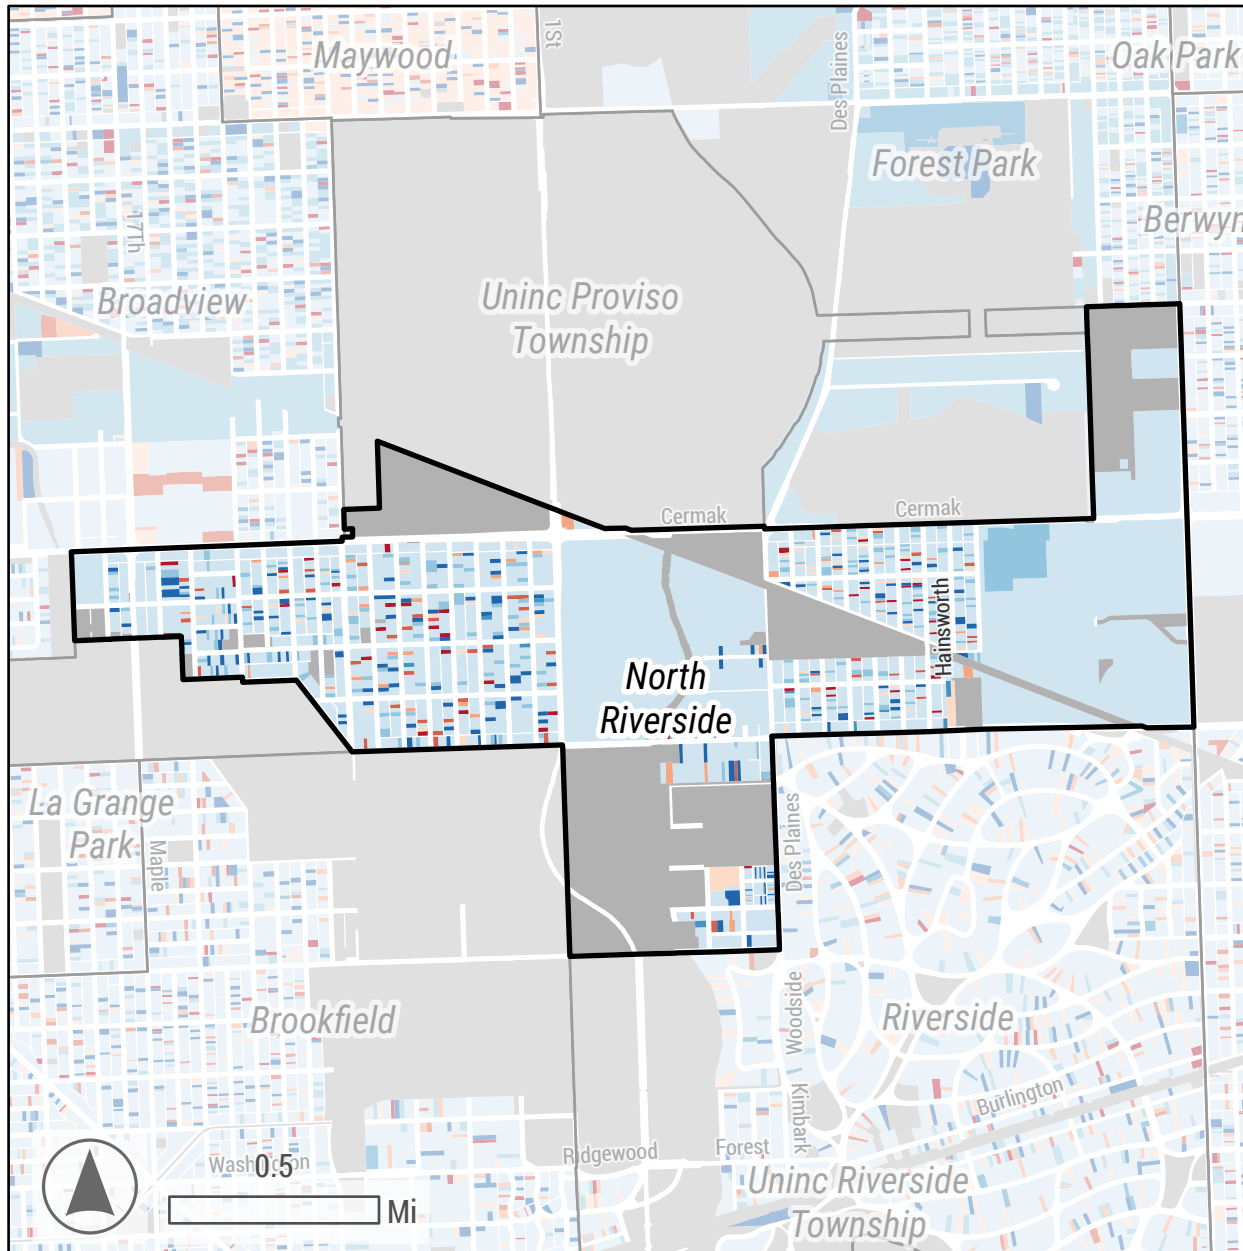 Maywood
1St
Des Plaines
Oak Park
Forest Park
17Th
Berwyn
Broadview
Uninc Proviso
Township
Cermak
Cermak
Hainsworth
North
Riverside
La Grange
Park
Maple
Des Plaines
Brookfield
Woodside
Riverside
Kimbark
Burlington
Washington
0.5
Mi
Ridgewood
Forest
Uninc Riverside
Township